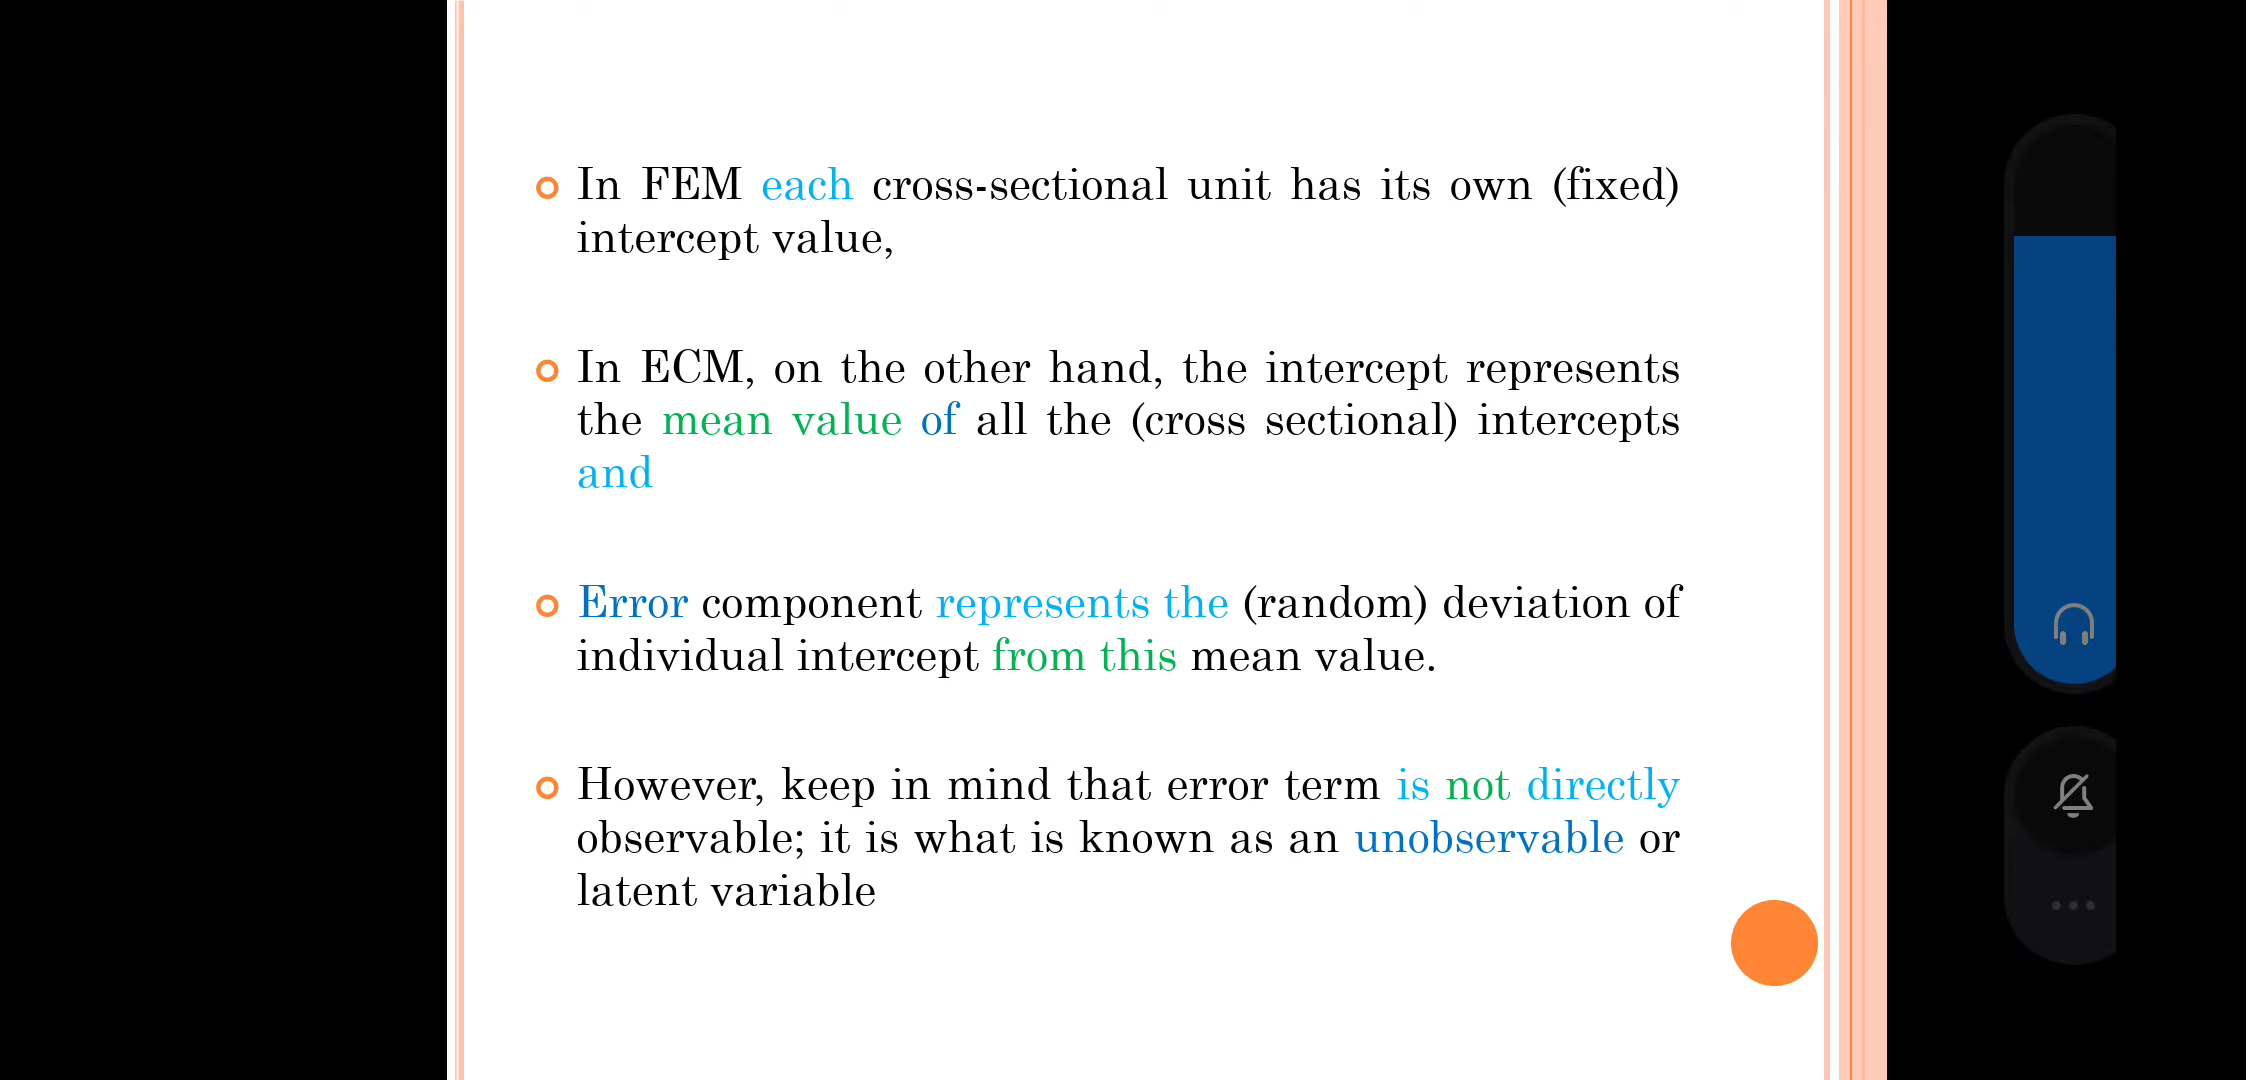 In FEM each cross-sectional unit has its own (fixed)
intercept value,
In ECM, on the other hand, the intercept represents
the mean value of all the (cross sectional) intercepts
and
Error component represents the (random) deviation of
individual intercept from this mean value.
However, keep in mind that error term is not directly
observable; it is what is known as an unobservable or
latent variable